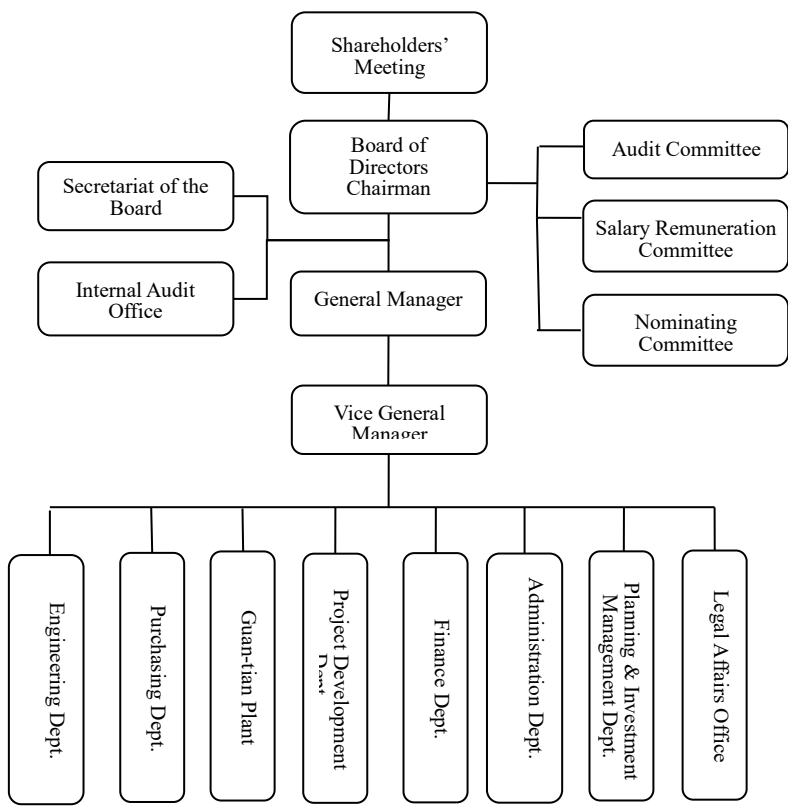 Shareholders’
Meeting
Board of
Directors
Chairman
Audit Committee
Secretariat of the
Board
Salary Remuneration
Committee
Internal Audit
Office
General Manager
Nominating
Committee
Vice General
Manager
Engineering Dept.
Purchasing Dept.
Guan-tian Plant
Project Development
Dept.
Finance Dept.
Administration Dept.
Planning & Investment
Management Dept.
Legal Affairs Office